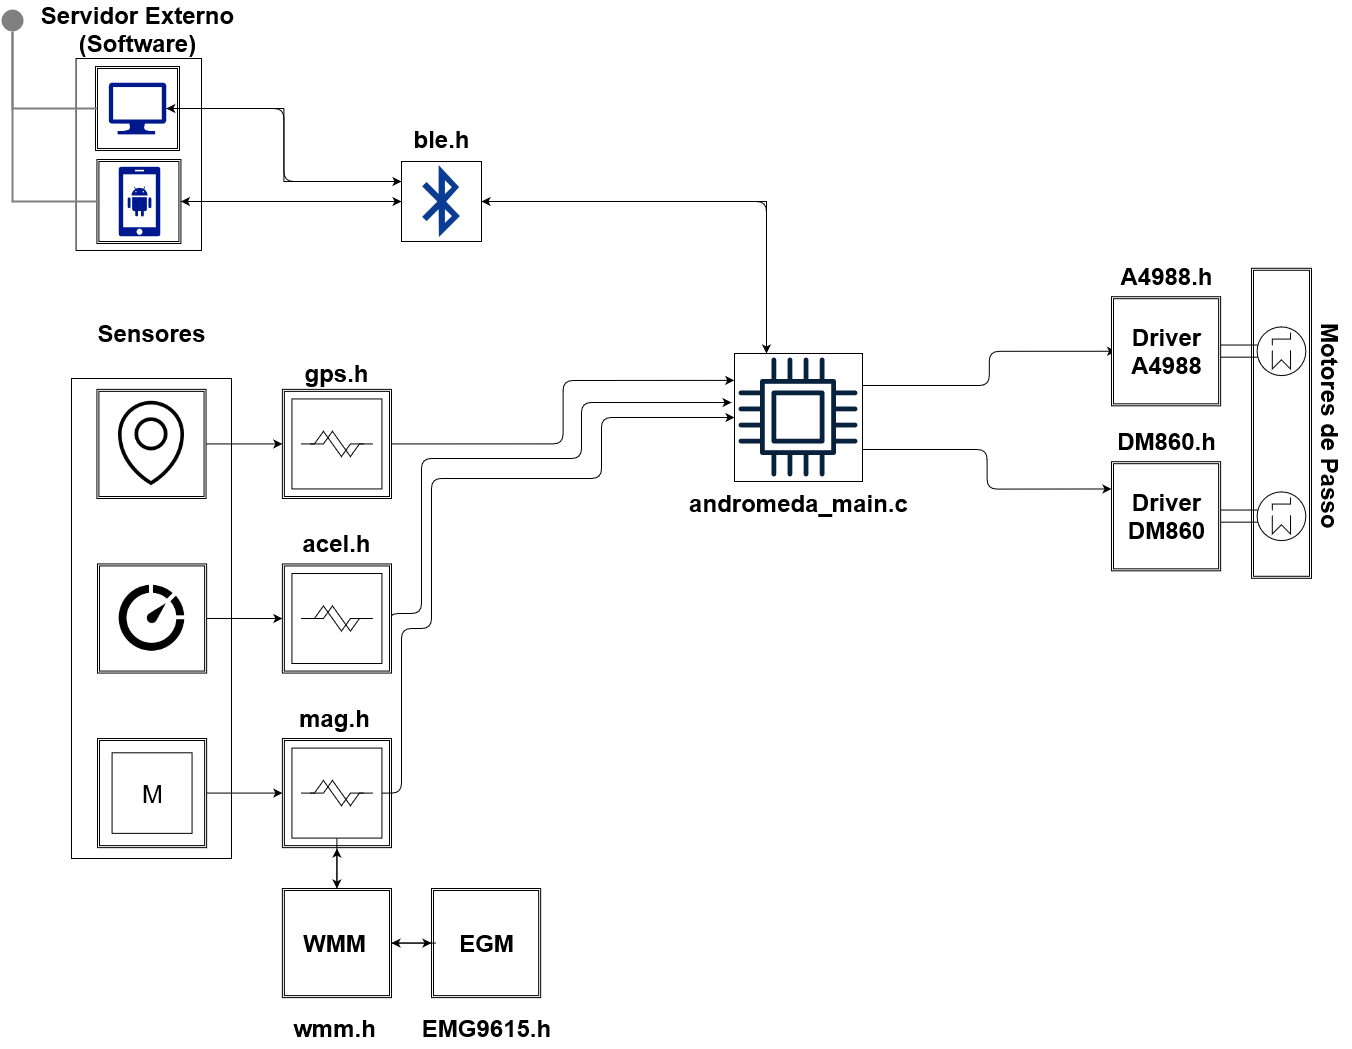 Servidor Externo
(Software)
ble.h
Sensores
gps.h
acel.h
mag.h
M
WMM
EGM
wmm.h
EMG9615.h
andromeda_main.c
A4988.h
Driver
A4988
DM860.h
Driver
DM860
Motores de Passo